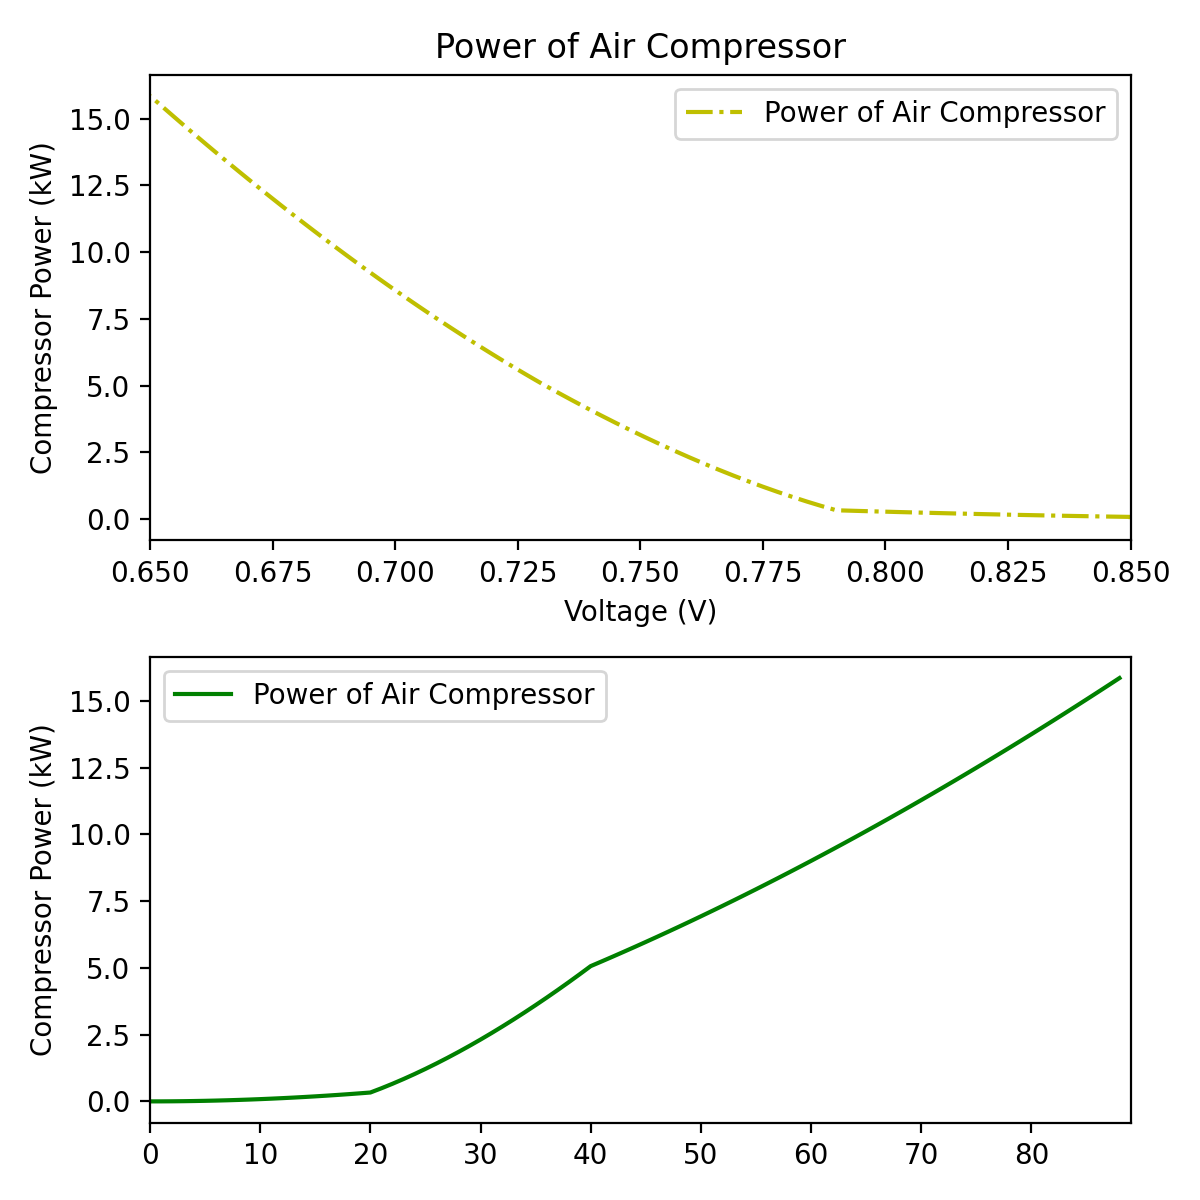 Power of Air Compressor
Power of Air Compressor
Compressor Power (kW)
15.0
12.5
10.0
7.5
5.0
2.5
0.0
0.650 0.675 0.700 0.725 0.750 0.775 0.800 0.825 0.850
Voltage (V)
Power of Air Compressor
Compressor Power (kW)
15.0
12.5
10.0
7.5
5.0
2.5
0.0
0 10 20 30 40 50 60 70 80